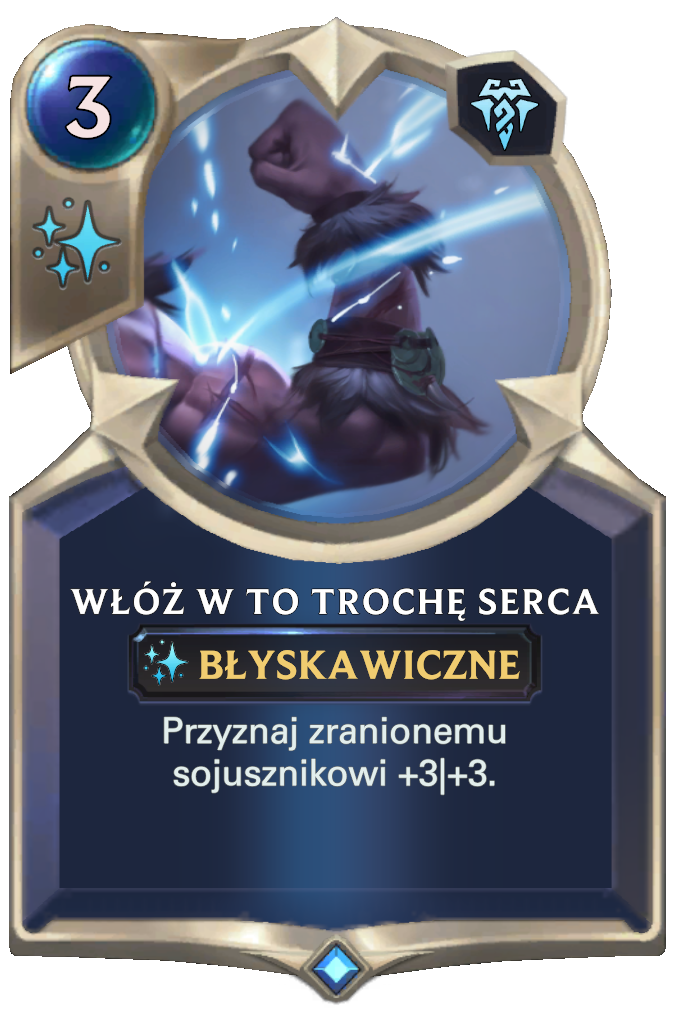 3
WŁÓŻ W TO TROCHĘ SERCA
BŁYSKAWICZNE
Przyznaj zranionemu
sojusznikowi +3|+3.